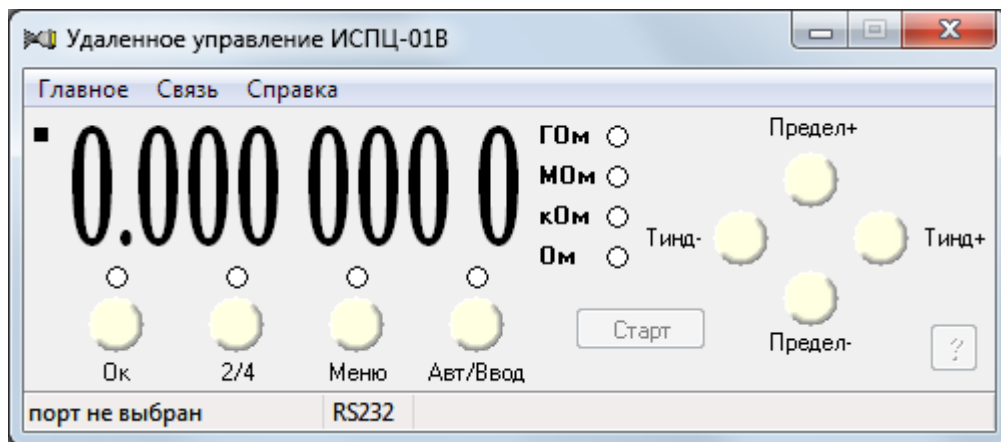 Удаленное управление ИСПЦ-01В
Главное Связь Справка
0.000 000 0
ГОм
МОм
кОм
Ом
Предел+
Тинд-
Тинд+
Предел-
Ок 2/4 Меню Авт/Ввод
Старт
?
порт не выбран RS232